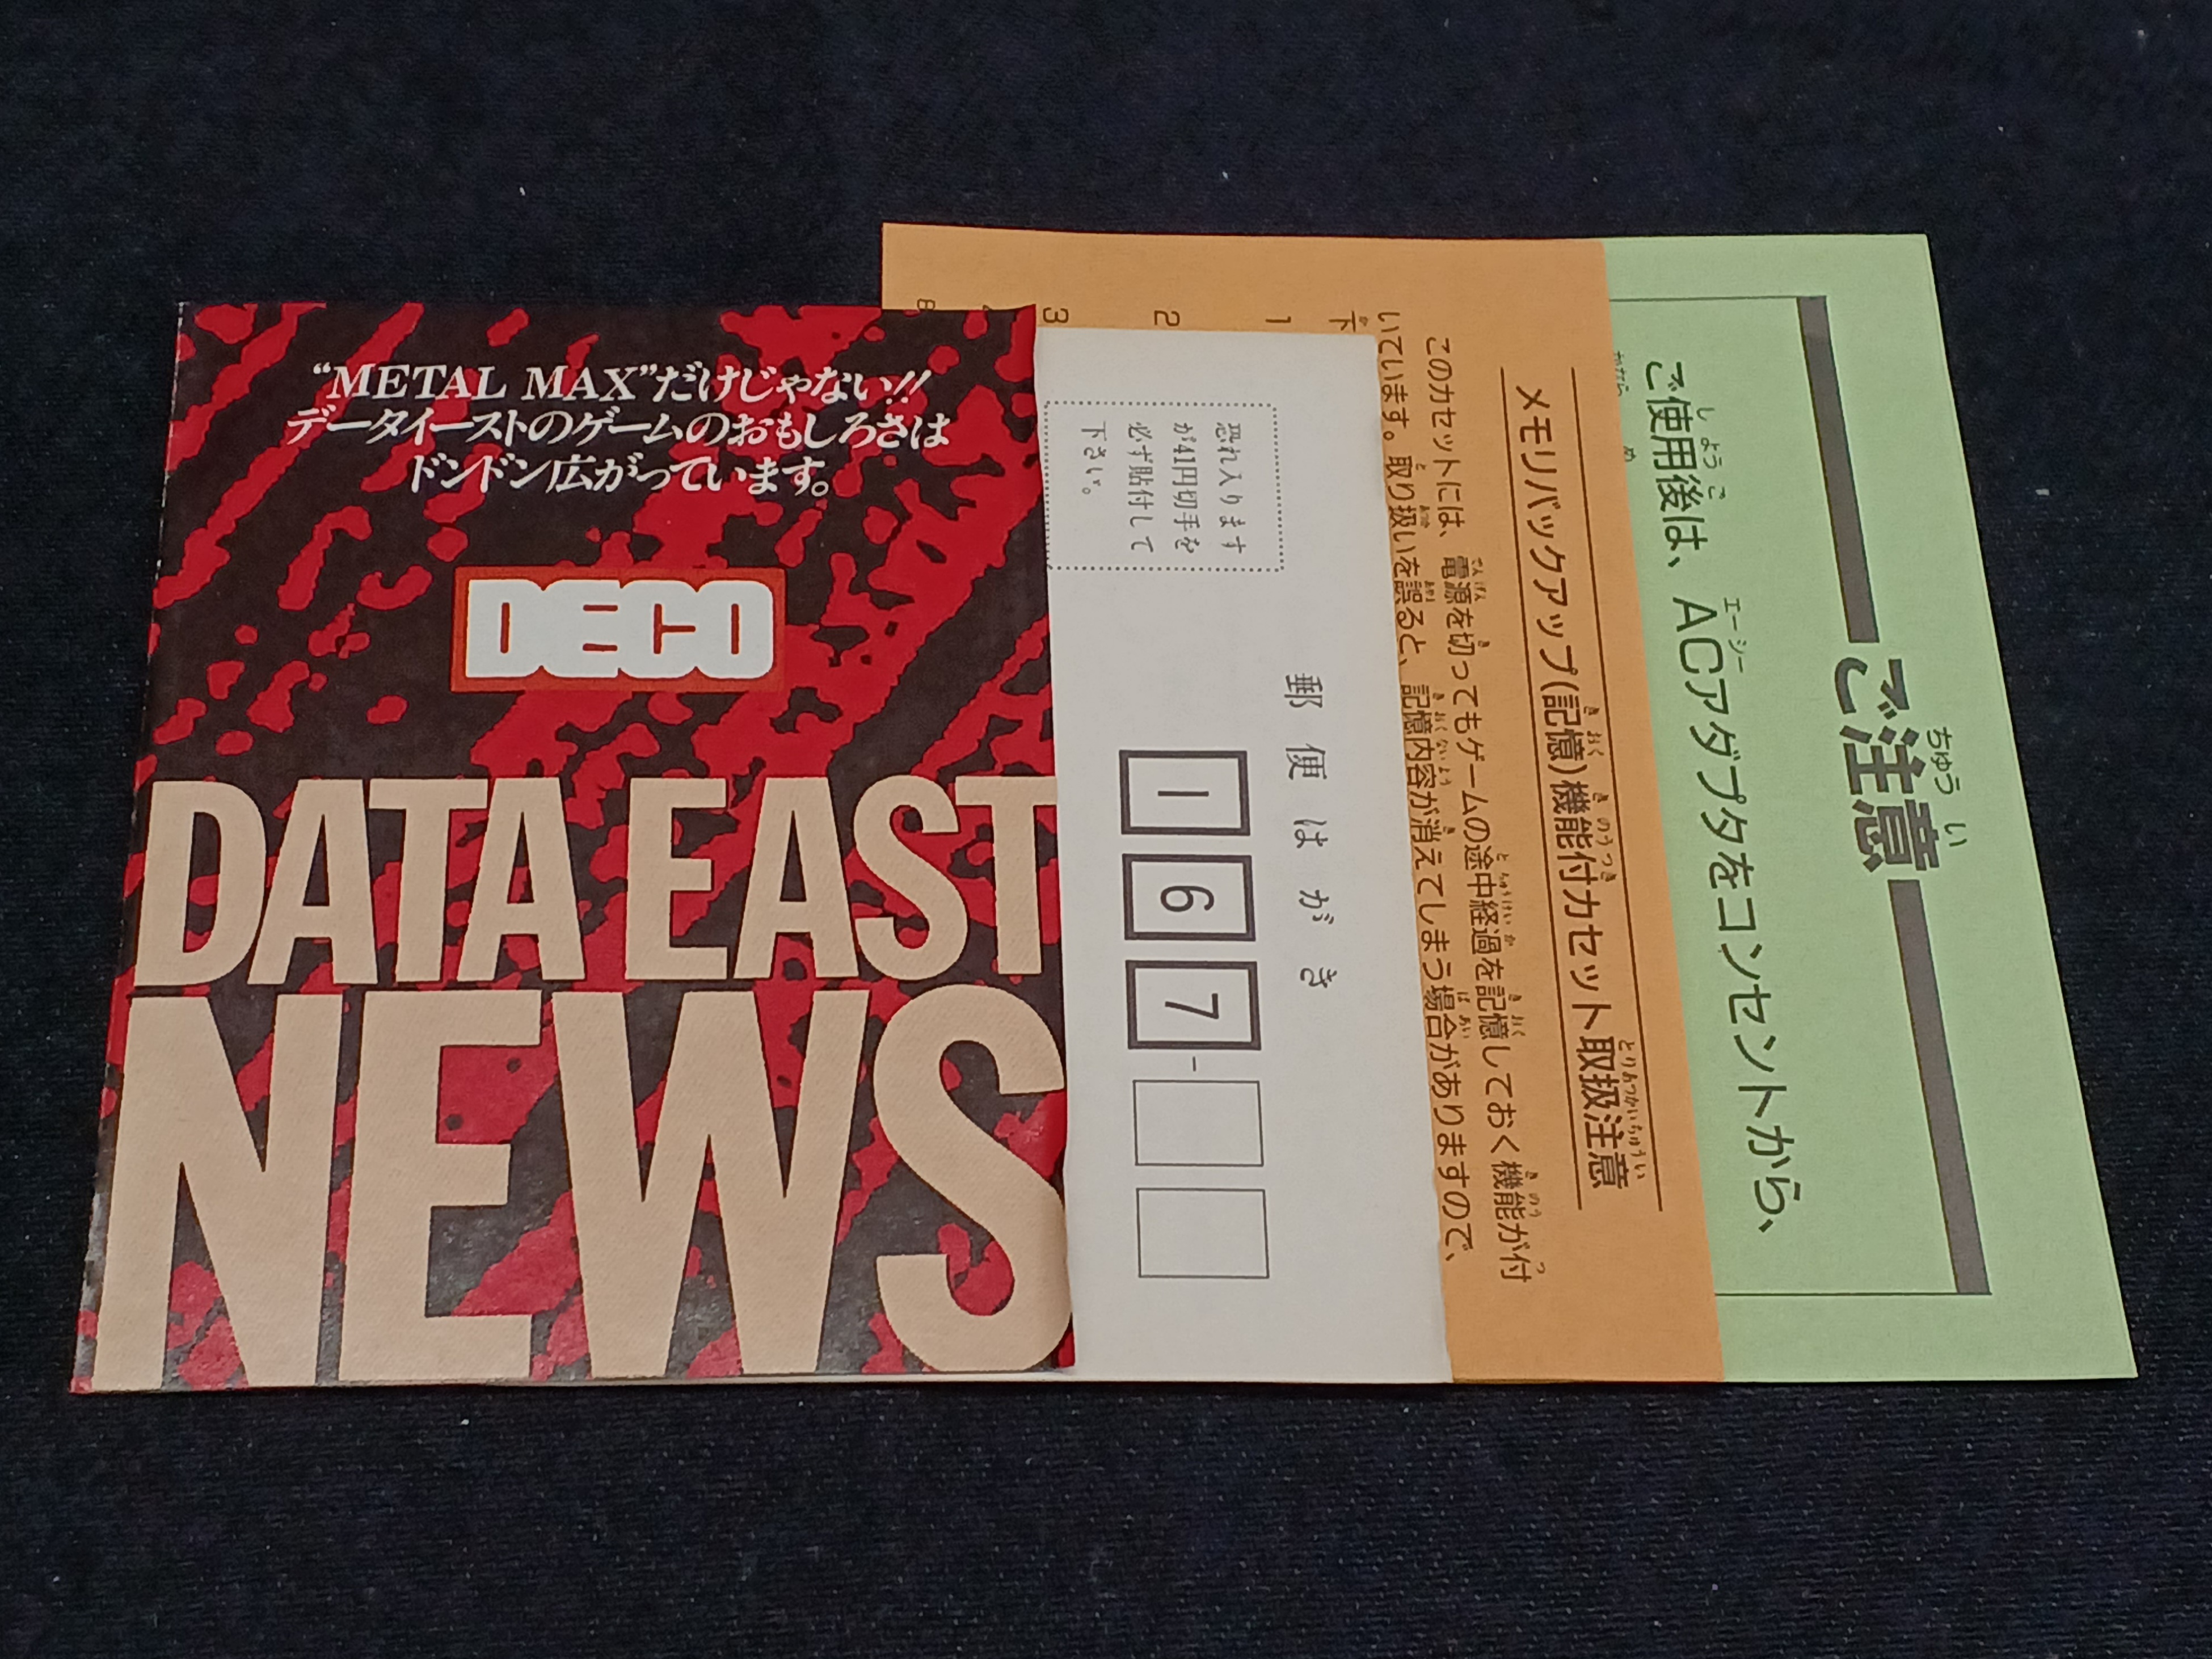 “METAL MAX”だけじゃない!!
データイーストのゲームのおもしろさは
ドンドン広がっています。
DECO
DATA EAST
NEWS
郵便はがき
167-
恐れ入ります
が41円切手を
必ず貼付して
下さい。
メモリバックアップ(記憶)機能付カセット取扱注意
このカセットには、電源を切ってもゲームの途中経過を記憶しておく機能が付
いています。取り扱いを誤ると、記憶内容が消えてしまう場合がありますので、
下
1
2
3
ご注意
ご使用後は、ACアダプタをコンセントから、